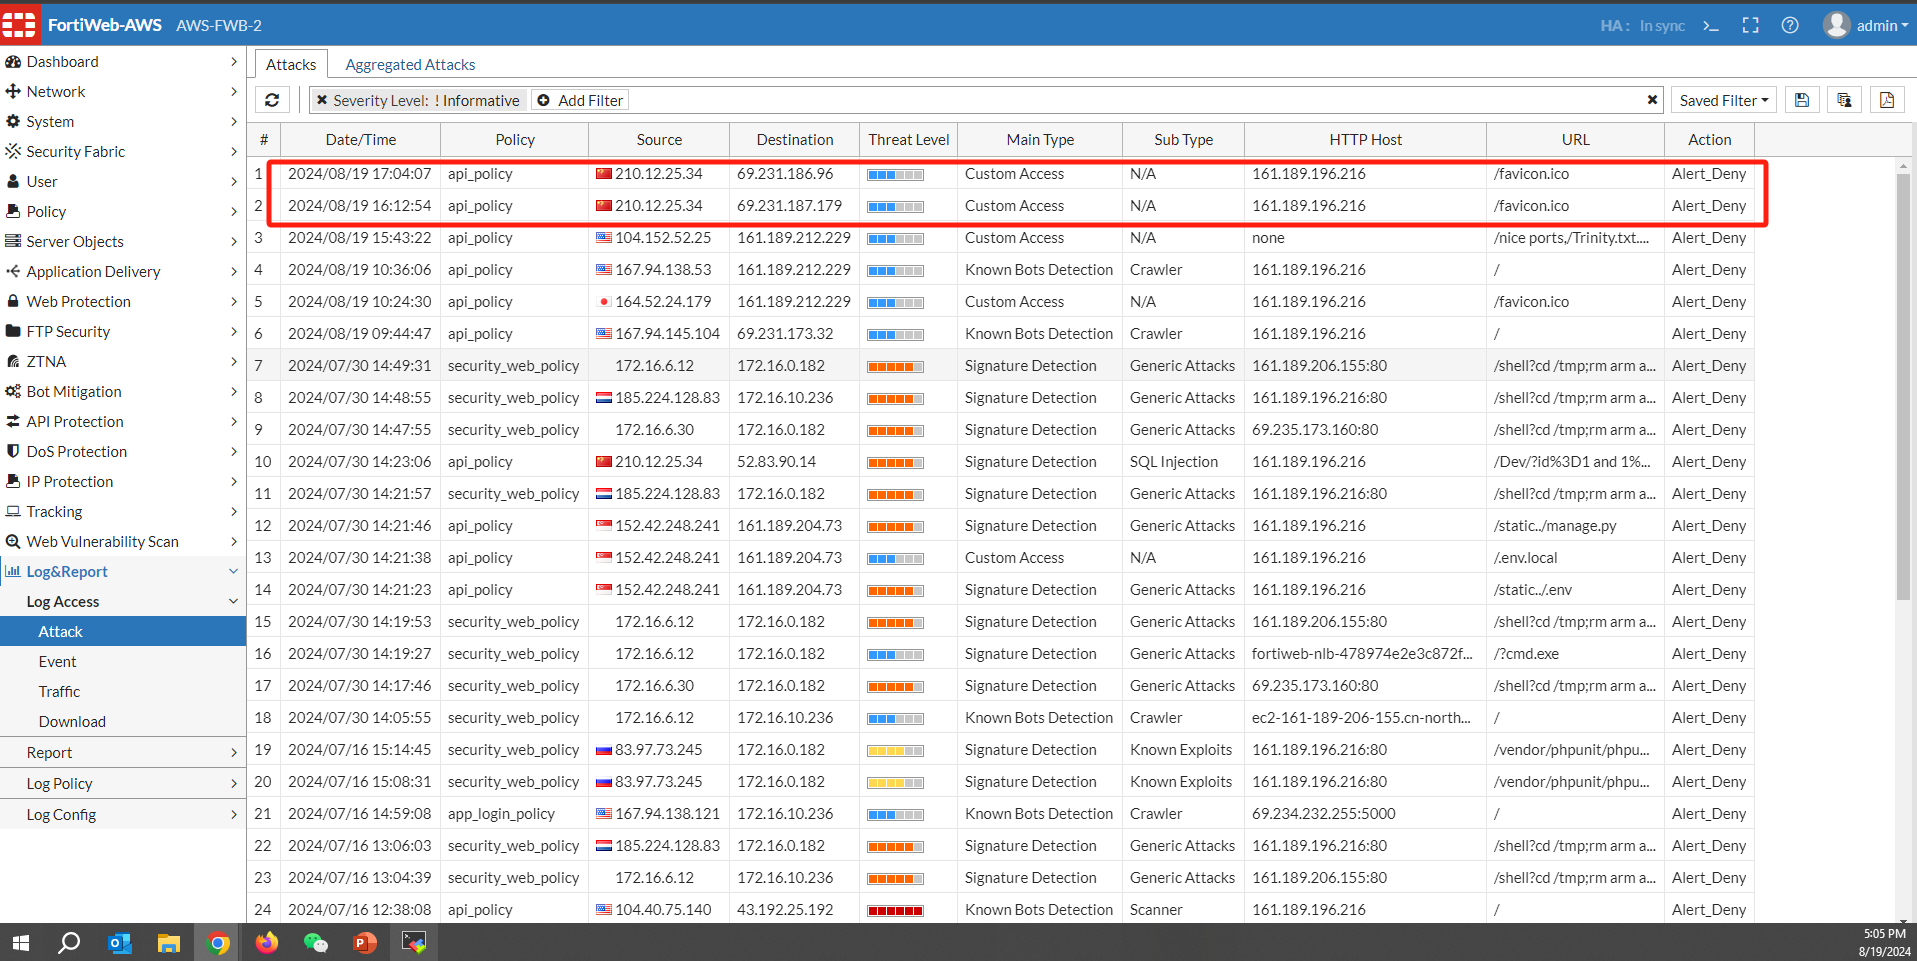 FortiWeb-AWS AWS-FWB-2 HA: In sync admin
Dashboard
Network
System
Security Fabric
User
Policy
Server Objects
Application Delivery
Web Protection
FTP Security
ZTNA
Bot Mitigation
API Protection
DoS Protection
IP Protection
Tracking
Web Vulnerability Scan
Log&Report
Log Access
Attack
Event
Traffic
Download
Report
Log Policy
Log Config
Attacks Aggregated Attacks
Severity Level: ! Informative Add Filter Saved Filter
# Date/Time Policy Source Destination Threat Level Main Type Sub Type HTTP Host URL Action
1 2024/08/19 17:04:07 api_policy 210.12.25.34 69.231.186.96 Custom Access N/A 161.189.196.216 /favicon.ico Alert_Deny
2 2024/08/19 16:12:54 api_policy 210.12.25.34 69.231.187.179 Custom Access N/A 161.189.196.216 /favicon.ico Alert_Deny
3 2024/08/19 15:43:22 api_policy 104.152.52.25 161.189.212.229 Custom Access N/A none /nice ports,/Trinity.txt.... Alert_Deny
4 2024/08/19 10:36:06 api_policy 167.94.138.53 161.189.212.229 Known Bots Detection Crawler 161.189.196.216 / Alert_Deny
5 2024/08/19 10:24:30 api_policy 164.52.24.179 161.189.212.229 Custom Access N/A 161.189.196.216 /favicon.ico Alert_Deny
6 2024/08/19 09:44:47 api_policy 167.94.145.104 69.231.173.32 Known Bots Detection Crawler 161.189.196.216 / Alert_Deny
7 2024/07/30 14:49:31 security_web_policy 172.16.6.12 172.16.0.182 Signature Detection Generic Attacks 161.189.206.155:80 /shell?cd /tmp;rm arm a... Alert_Deny
8 2024/07/30 14:48:55 security_web_policy 185.224.128.83 172.16.10.236 Signature Detection Generic Attacks 161.189.196.216:80 /shell?cd /tmp;rm arm a... Alert_Deny
9 2024/07/30 14:47:55 security_web_policy 172.16.6.30 172.16.0.182 Signature Detection Generic Attacks 69.235.173.160:80 /shell?cd /tmp;rm arm a... Alert_Deny
10 2024/07/30 14:23:06 api_policy 210.12.25.34 52.83.90.14 Signature Detection SQL Injection 161.189.196.216 /Dev/?id%3D1 and 1%... Alert_Deny
11 2024/07/30 14:21:57 security_web_policy 185.224.128.83 172.16.0.182 Signature Detection Generic Attacks 161.189.196.216:80 /shell?cd /tmp;rm arm a... Alert_Deny
12 2024/07/30 14:21:46 api_policy 152.42.248.241 161.189.204.73 Signature Detection Generic Attacks 161.189.196.216 /static../manage.py Alert_Deny
13 2024/07/30 14:21:38 api_policy 152.42.248.241 161.189.204.73 Custom Access N/A 161.189.196.216 /.env.local Alert_Deny
14 2024/07/30 14:21:23 api_policy 152.42.248.241 161.189.204.73 Signature Detection Generic Attacks 161.189.196.216 /static../.env Alert_Deny
15 2024/07/30 14:19:53 security_web_policy 172.16.6.12 172.16.0.182 Signature Detection Generic Attacks 161.189.206.155:80 /shell?cd /tmp;rm arm a... Alert_Deny
16 2024/07/30 14:19:27 security_web_policy 172.16.6.12 172.16.0.182 Signature Detection Generic Attacks fortiweb-nlb-478974e2e3c872f... /?cmd.exe Alert_Deny
17 2024/07/30 14:17:46 security_web_policy 172.16.6.30 172.16.0.182 Signature Detection Generic Attacks 69.235.173.160:80 /shell?cd /tmp;rm arm a... Alert_Deny
18 2024/07/30 14:05:55 security_web_policy 172.16.6.12 172.16.10.236 Known Bots Detection Crawler ec2-161-189-206-155.cn-north... / Alert_Deny
19 2024/07/16 15:14:45 security_web_policy 83.97.73.245 172.16.0.182 Signature Detection Known Exploits 161.189.196.216:80 /vendor/phpunit/phpu... Alert_Deny
20 2024/07/16 15:08:31 security_web_policy 83.97.73.245 172.16.0.182 Signature Detection Known Exploits 161.189.196.216:80 /vendor/phpunit/phpu... Alert_Deny
21 2024/07/16 14:59:08 app_login_policy 167.94.138.121 172.16.10.236 Known Bots Detection Crawler 69.234.232.255:5000 / Alert_Deny
22 2024/07/16 13:06:03 security_web_policy 185.224.128.83 172.16.0.182 Signature Detection Generic Attacks 161.189.196.216:80 /shell?cd /tmp;rm arm a... Alert_Deny
23 2024/07/16 13:04:39 security_web_policy 172.16.6.12 172.16.10.236 Signature Detection Generic Attacks 161.189.206.155:80 /shell?cd /tmp;rm arm a... Alert_Deny
24 2024/07/16 12:38:08 api_policy 104.40.75.140 43.192.25.192 Known Bots Detection Scanner 161.189.196.216 / Alert_Deny
5:05 PM
8/19/2024